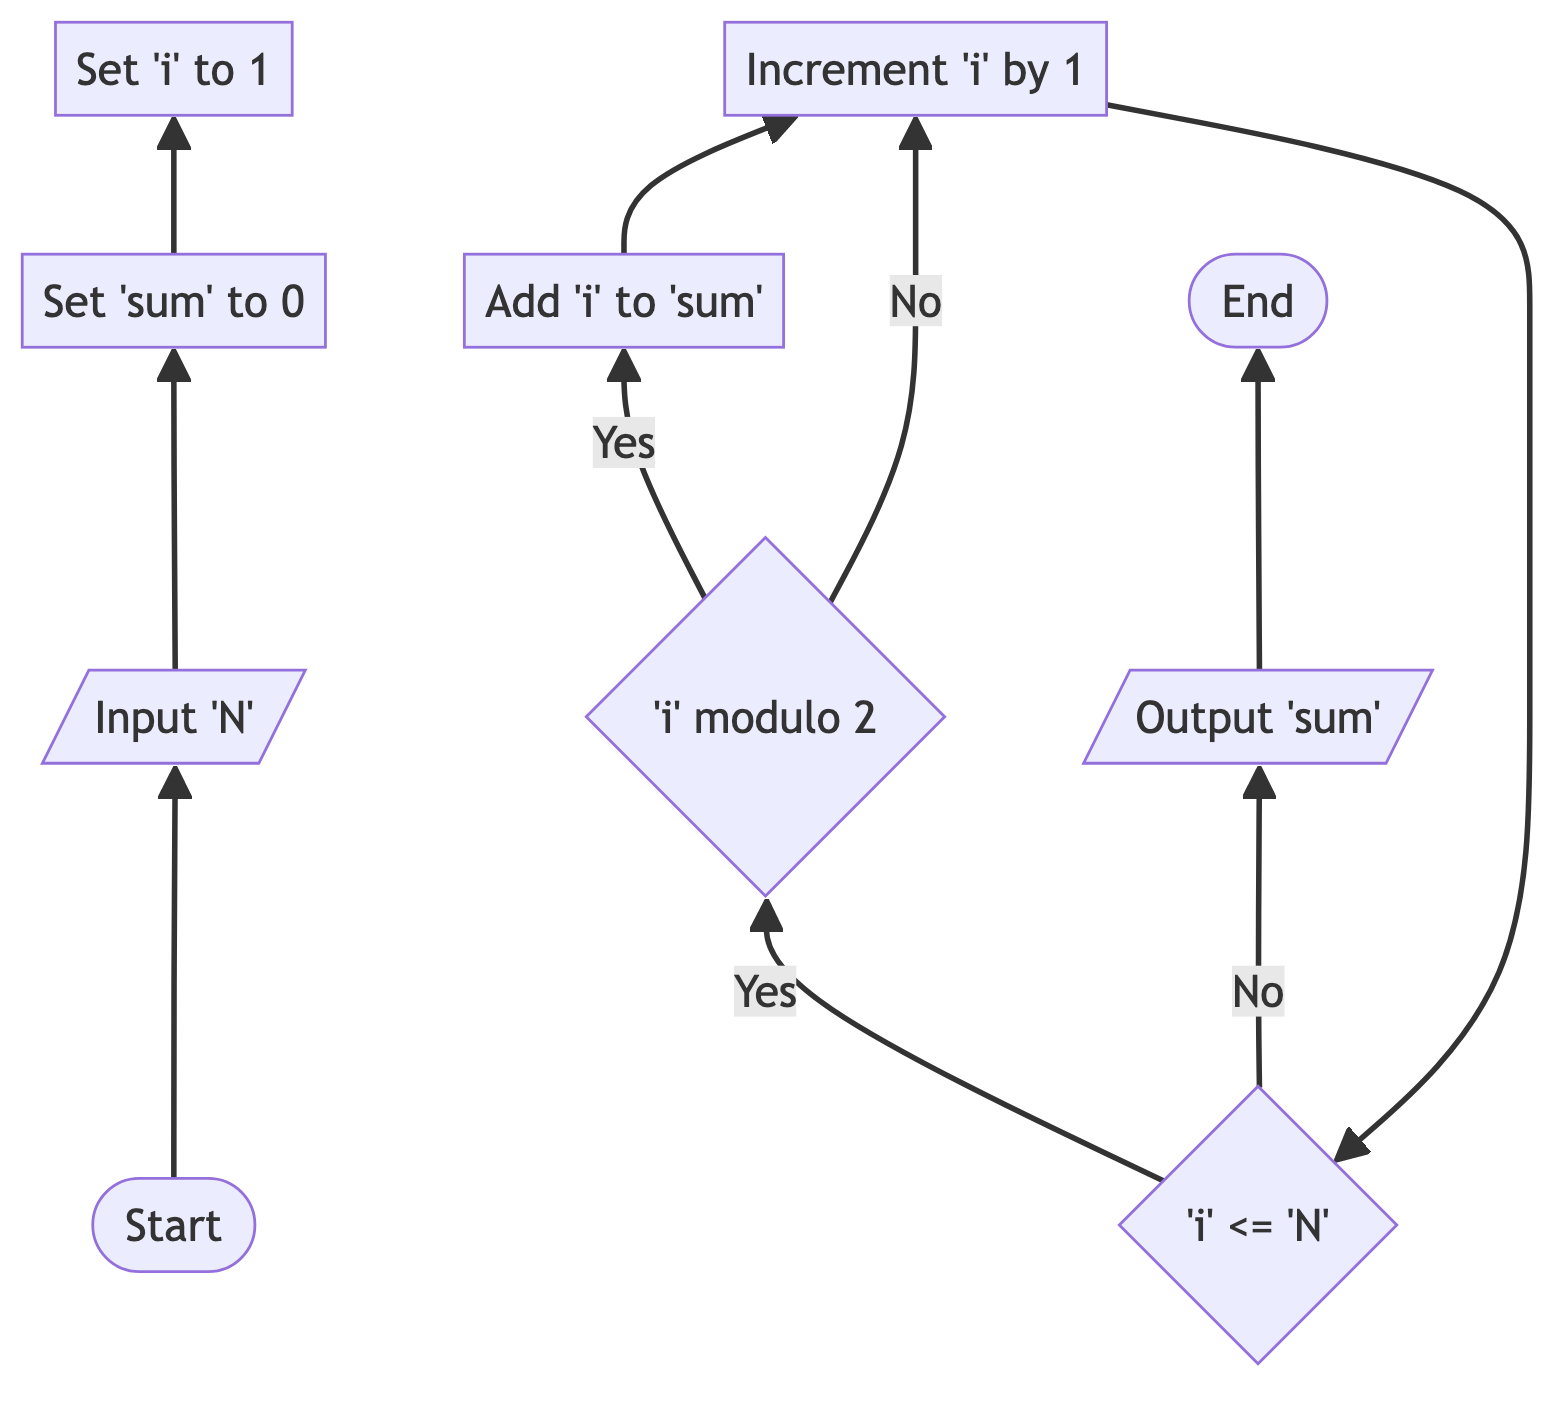 Set 'i' to 1
Increment 'i' by 1
Set 'sum' to 0
Add 'i' to 'sum'
No
End
Yes
Input 'N'
'i' modulo 2
Output 'sum'
Yes
No
Start
'i' <= 'N'